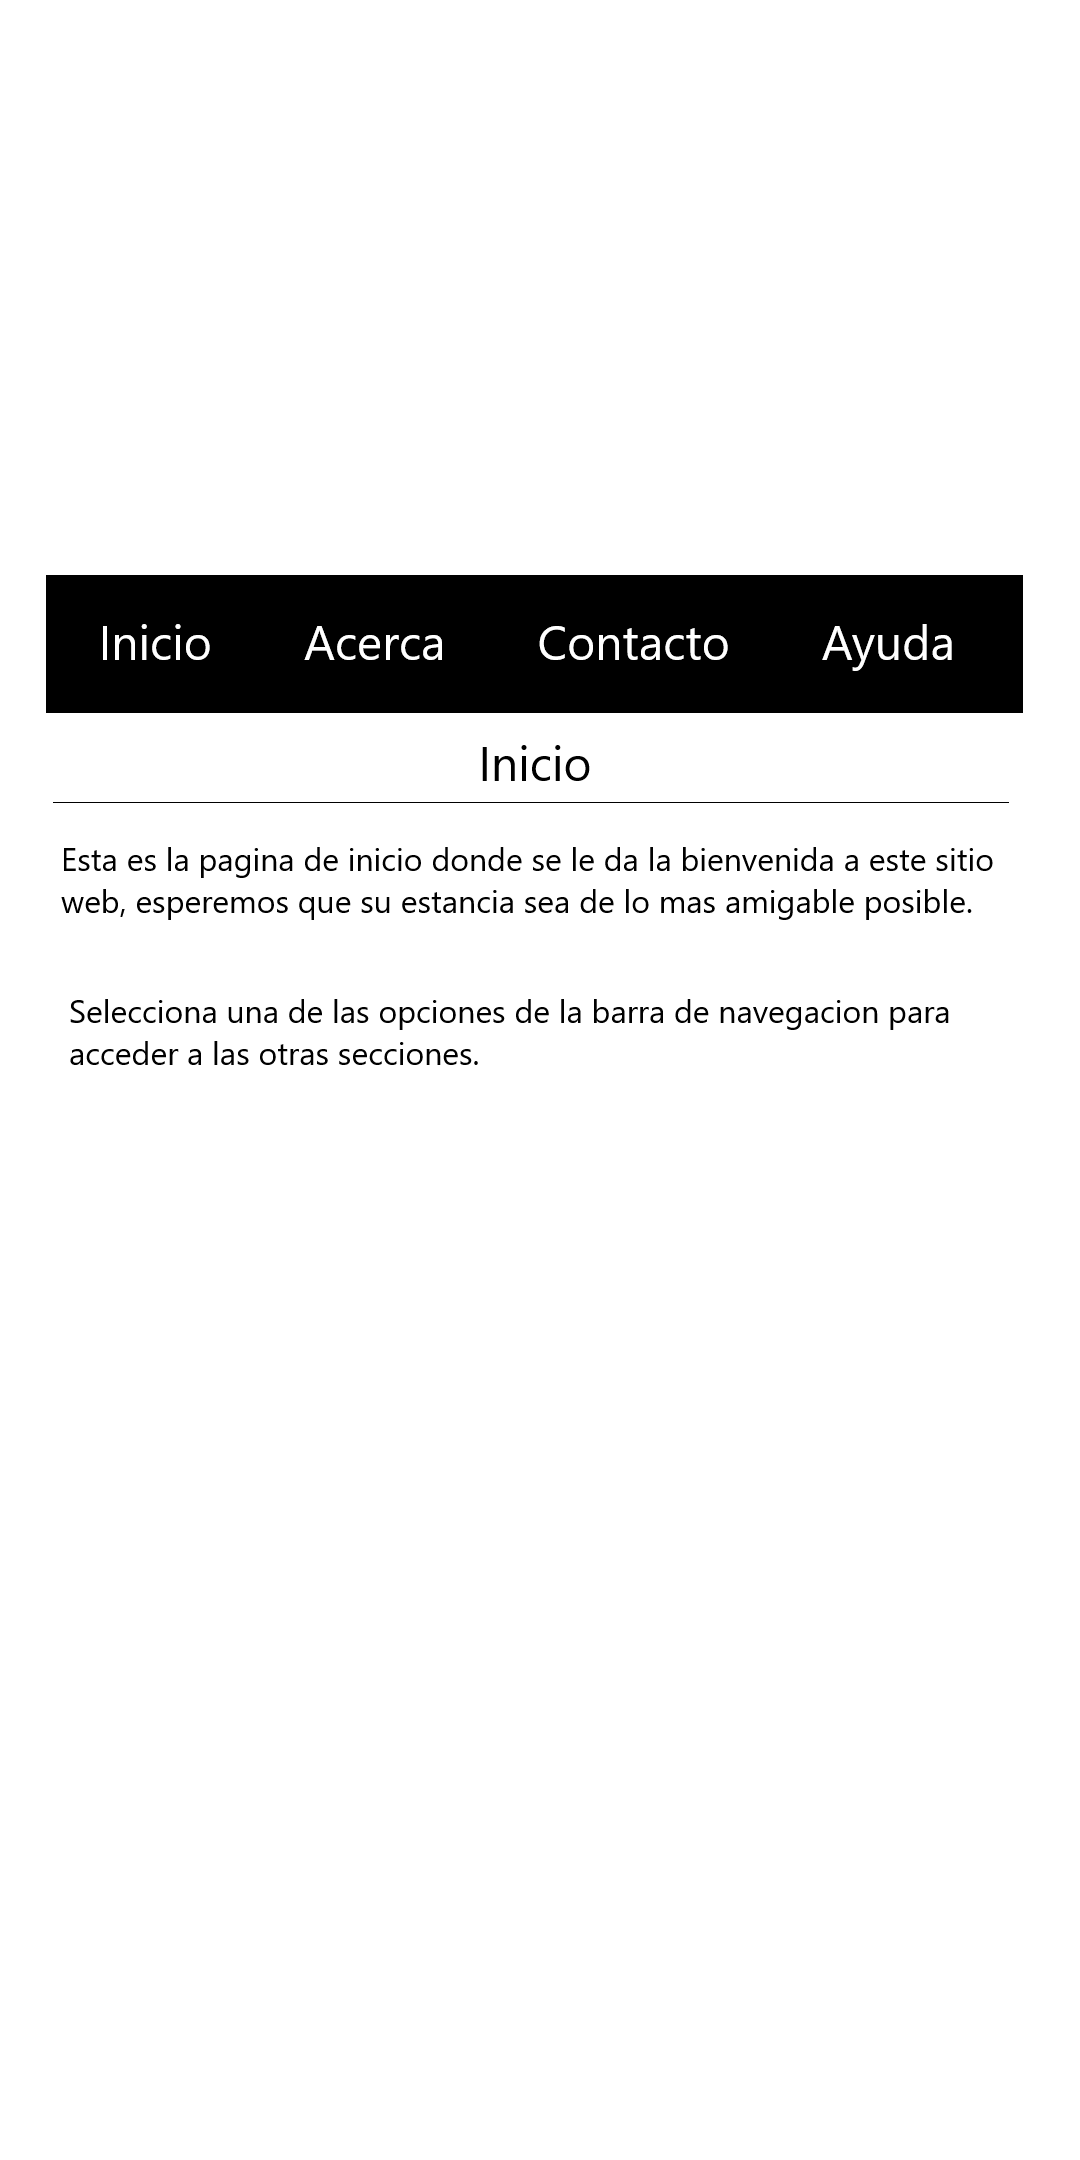 Inicio Acerca Contacto Ayuda
Inicio
Esta es la pagina de inicio donde se le da la bienvenida a este sitio
web, esperemos que su estancia sea de lo mas amigable posible.
Selecciona una de las opciones de la barra de navegacion para
acceder a las otras secciones.